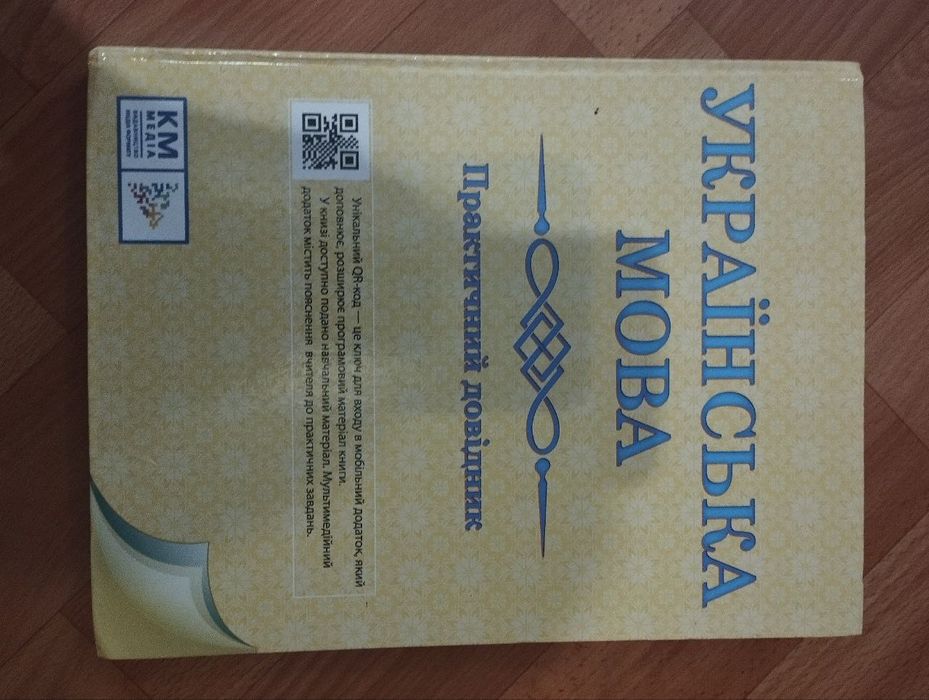 УКРАЇНСЬКА
МОВА
Практичний довідник
Унікальний QR-код — це ключ для входу в мобільний додаток, який
доповнює, розширює програмовий матеріал книги.
У книзі доступно подано навчальний матеріал. Мультимедійний
додаток містить пояснення вчителя до практичних завдань.
КМ
МЕДІА
ВИДАВНИЦТВО